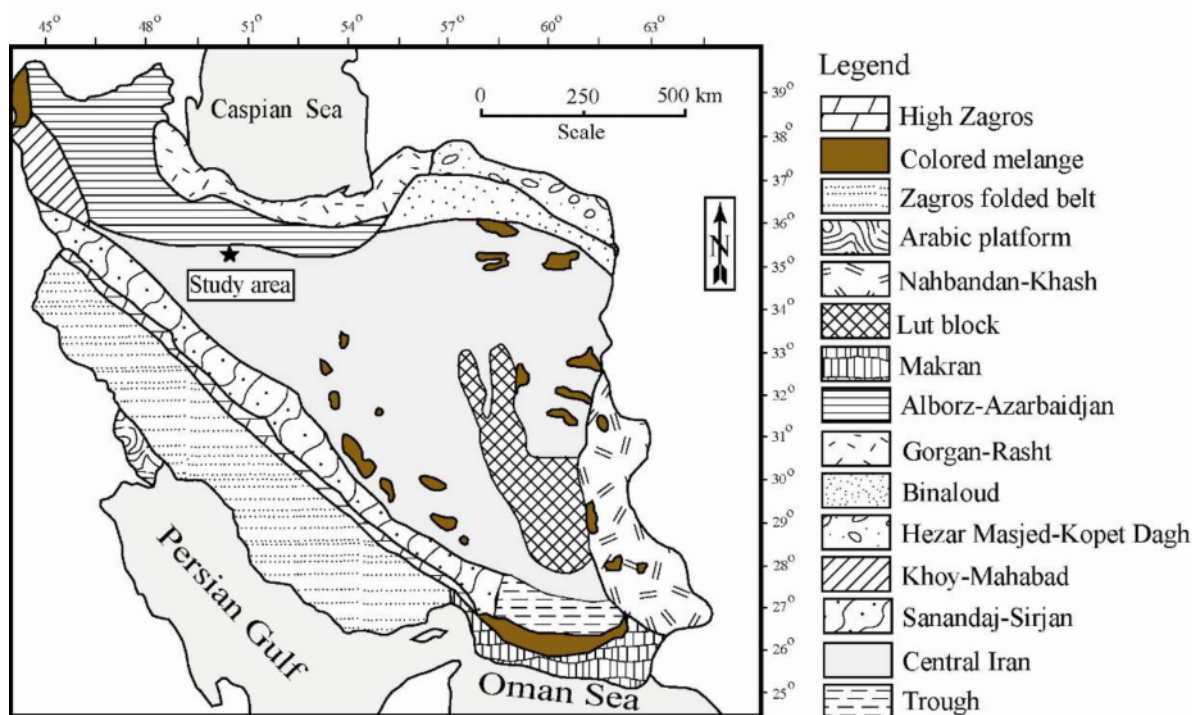 45° 48° 51° 54° 57° 60° 63°
Caspian Sea
0 250 500 km
Scale
N
Study area
Persian Gulf
Oman Sea
39°
38°
37°
36°
35°
34°
33°
32°
31°
30°
29°
28°
27°
26°
25°
Legend
High Zagros
Colored melange
Zagros folded belt
Arabic platform
Nahbandan-Khash
Lut block
Makran
Alborz-Azarbaidjan
Gorgan-Rasht
Binaloud
Hezar Masjed-Kopet Dagh
Khoy-Mahabad
Sanandaj-Sirjan
Central Iran
Trough